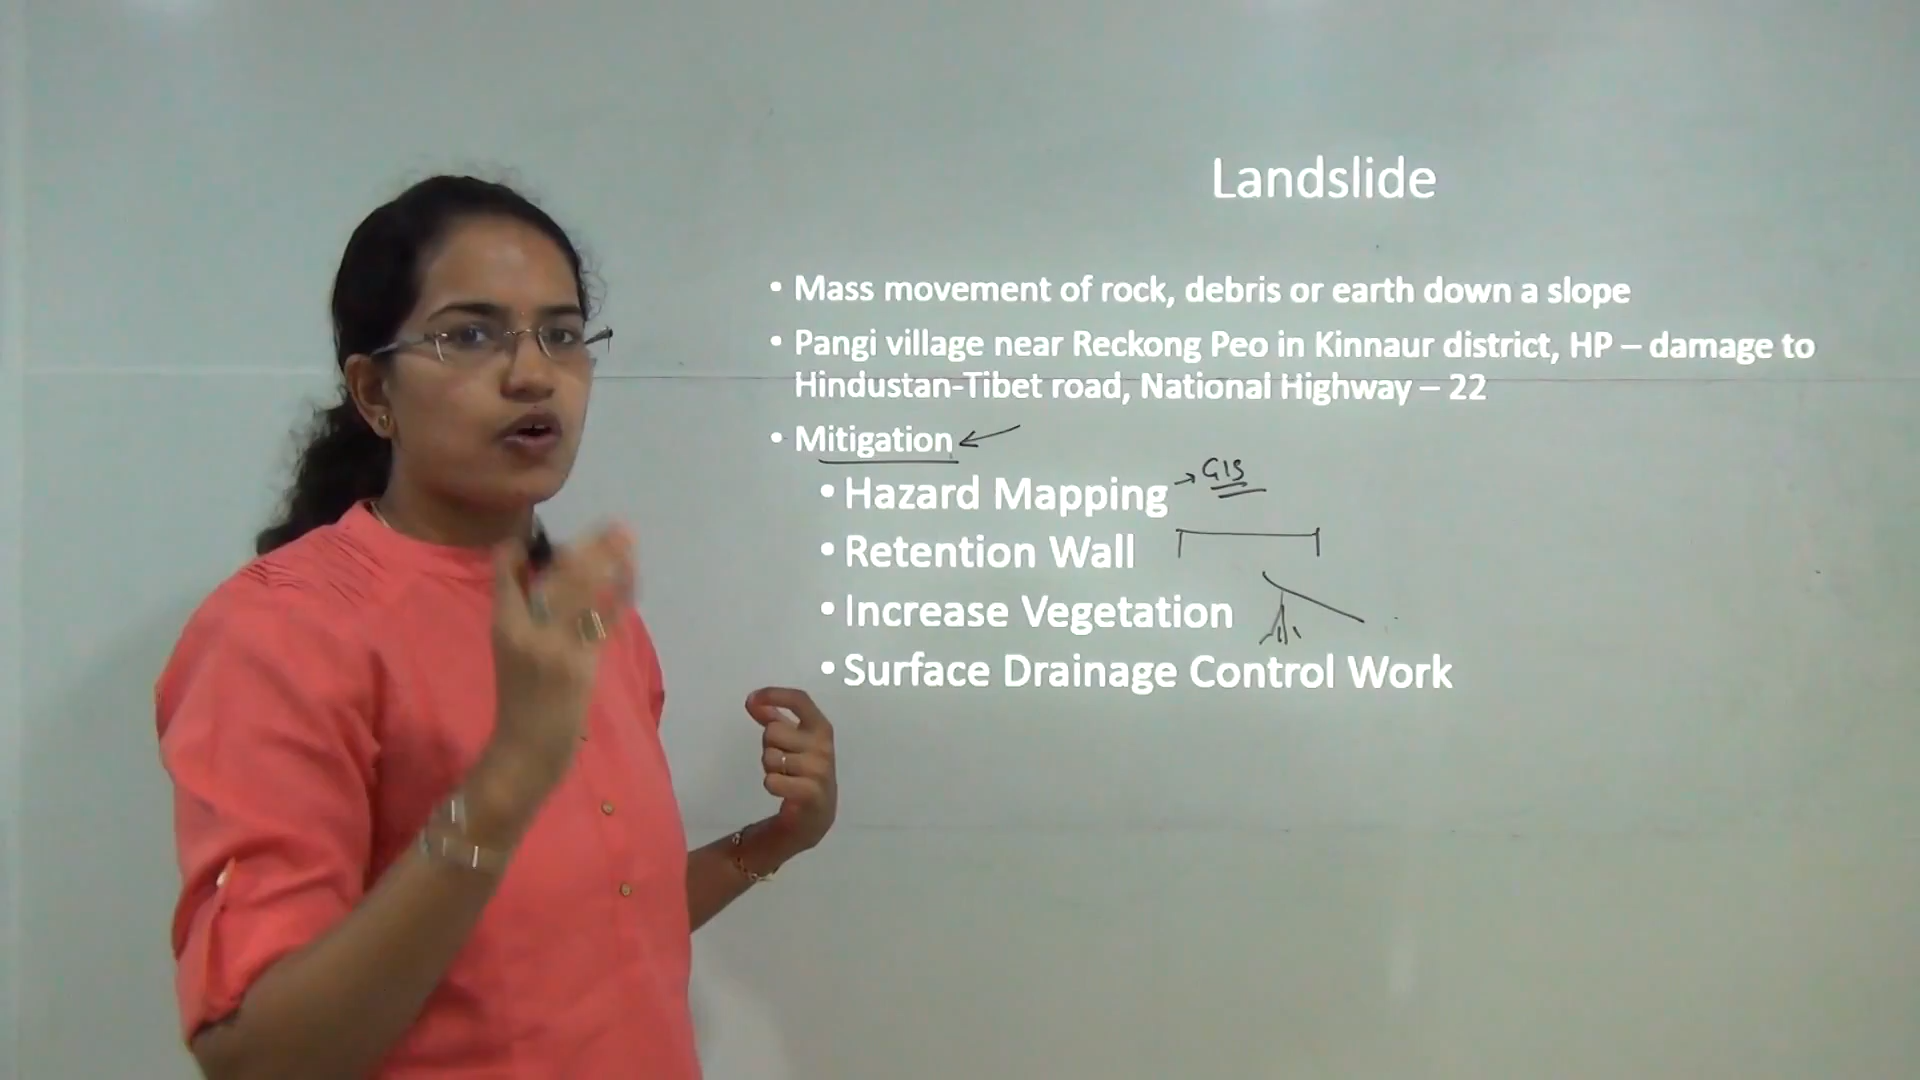 Landslide
• Mass movement of rock, debris or earth down a slope
• Pangi village near Reckong Peo in Kinnaur district, HP – damage to
Hindustan-Tibet road, National Highway – 22
• Mitigation
• Hazard Mapping → GIS
• Retention Wall
• Increase Vegetation
• Surface Drainage Control Work